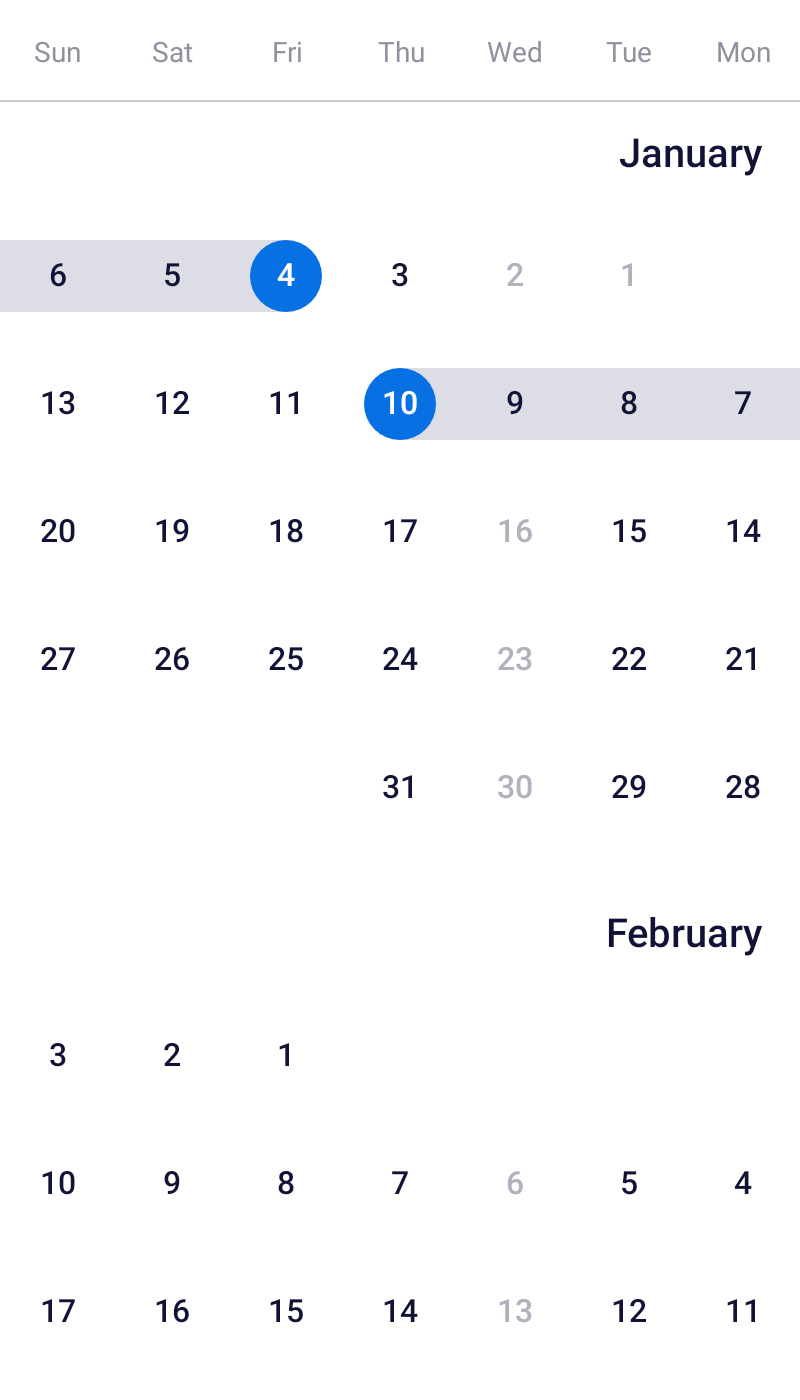 Sun Sat Fri Thu Wed Tue Mon
January
6 5 4 3 2 1
13 12 11 10 9 8 7
20 19 18 17 16 15 14
27 26 25 24 23 22 21
31 30 29 28
February
3 2 1
10 9 8 7 6 5 4
17 16 15 14 13 12 11